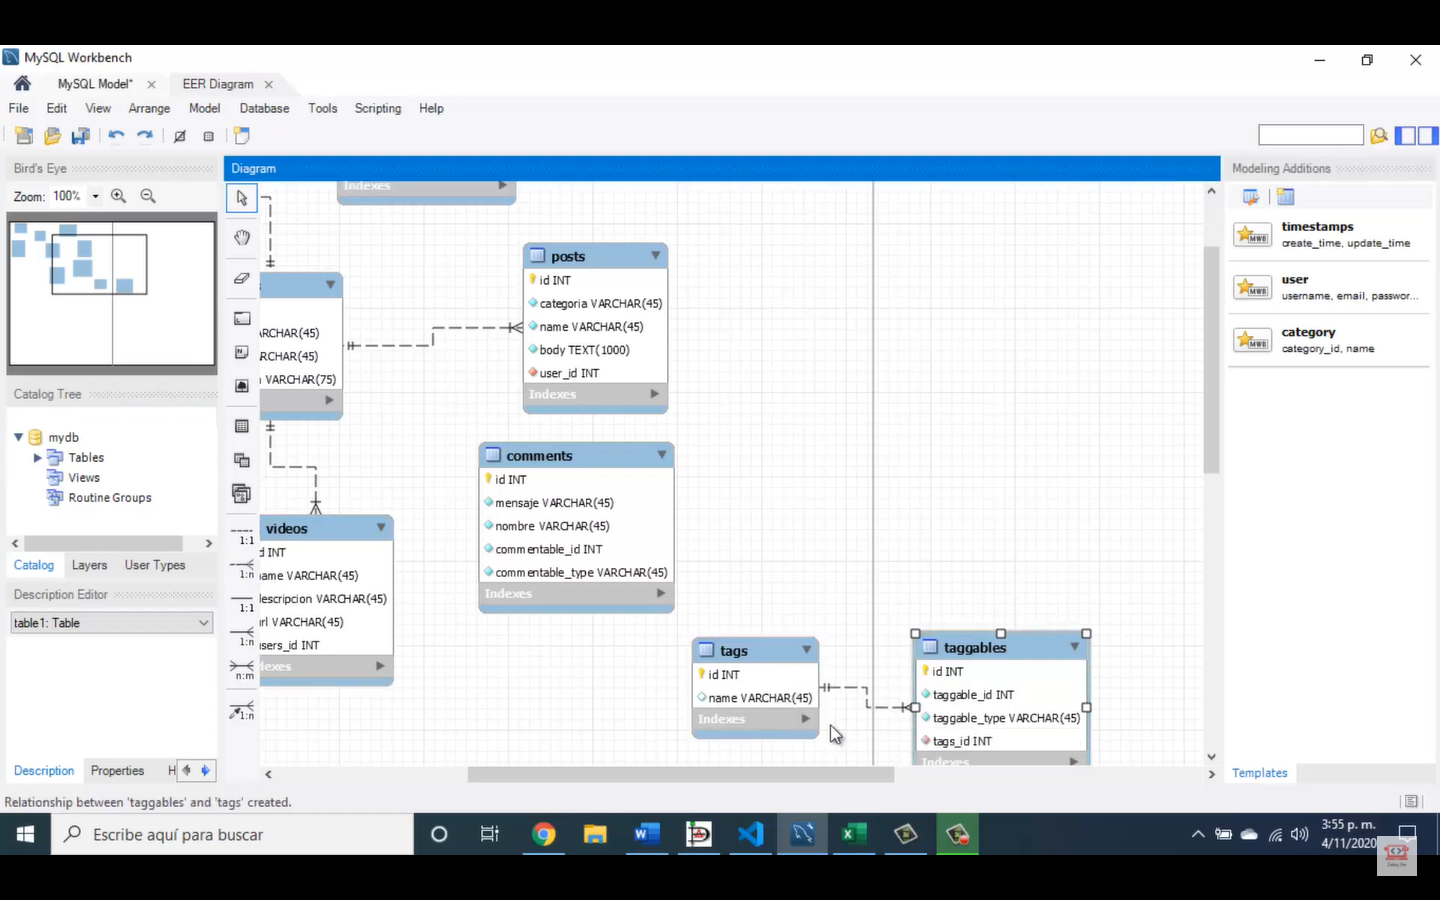 MySQL Workbench
MySQL Model*
EER Diagram
File Edit View Arrange Model Database Tools Scripting Help
Bird's Eye
Zoom: 100%
Catalog Tree
mydb
Tables
Views
Routine Groups
Catalog Layers User Types
Description Editor
table1: Table
Description Properties H
Diagram
1:1
1:n
1:1
1:n
n:m
1:n
Indexes
ARCHAR(45)
ARCHAR(45)
VARCHAR(75)
posts
id INT
categoria VARCHAR(45)
name VARCHAR(45)
body TEXT(1000)
user_id INT
Indexes
comments
id INT
mensaje VARCHAR(45)
nombre VARCHAR(45)
commentable_id INT
commentable_type VARCHAR(45)
Indexes
videos
d INT
ame VARCHAR(45)
descripcion VARCHAR(45)
rl VARCHAR(45)
sers_id INT
dexes
tags
id INT
name VARCHAR(45)
Indexes
taggables
id INT
taggable_id INT
taggable_type VARCHAR(45)
tags_id INT
Indexes
Modeling Additions
timestamps
create_time, update_time
user
username, email, passwor...
category
category_id, name
Templates
Relationship between 'taggables' and 'tags' created.
Escribe aquí para buscar
3:55 p. m.
4/11/2020